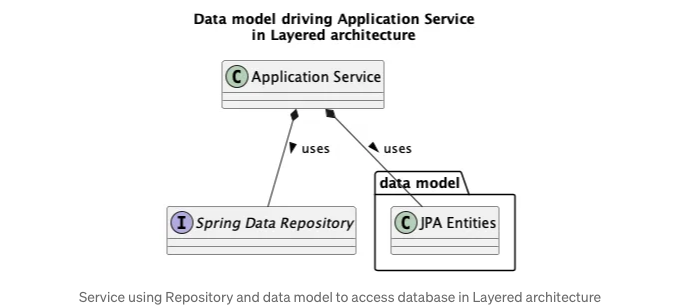 Data model driving Application Service
in Layered architecture
C Application Service
uses
uses
data model
I Spring Data Repository
C JPA Entities
Service using Repository and data model to access database in Layered architecture